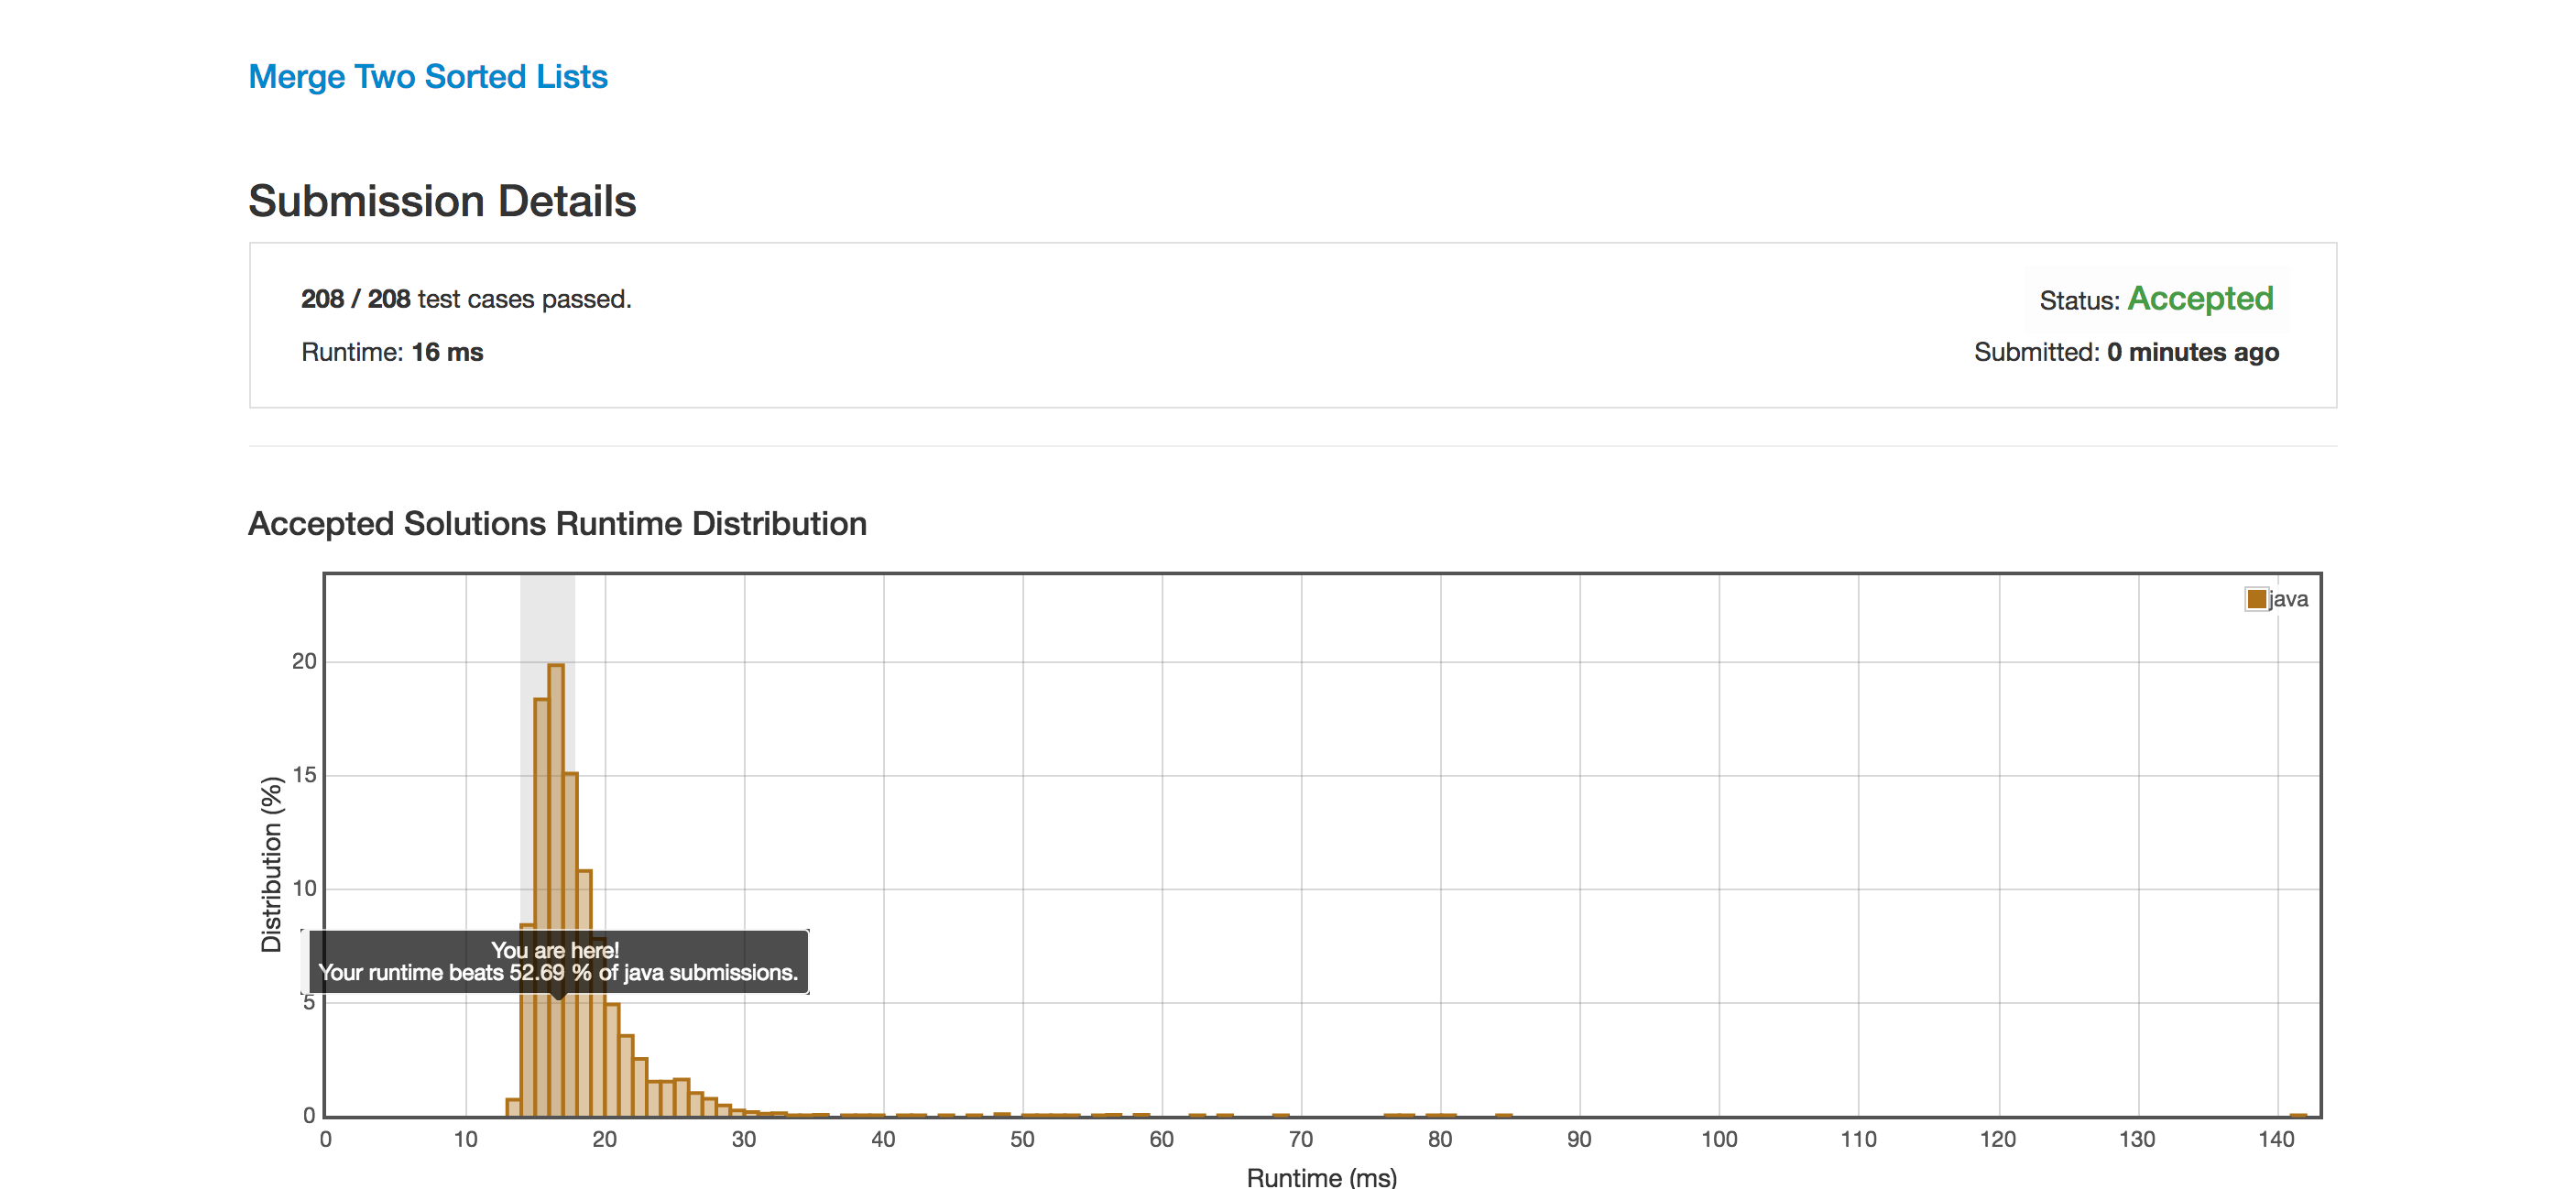 Merge Two Sorted Lists
Submission Details
208 / 208 test cases passed.
Status: Accepted
Runtime: 16 ms
Submitted: 0 minutes ago
Accepted Solutions Runtime Distribution
java
20
15
10
5
0
Distribution (%)
You are here!
Your runtime beats 52.69 % of java submissions.
0 10 20 30 40 50 60 70 80 90 100 110 120 130 140
Runtime (ms)